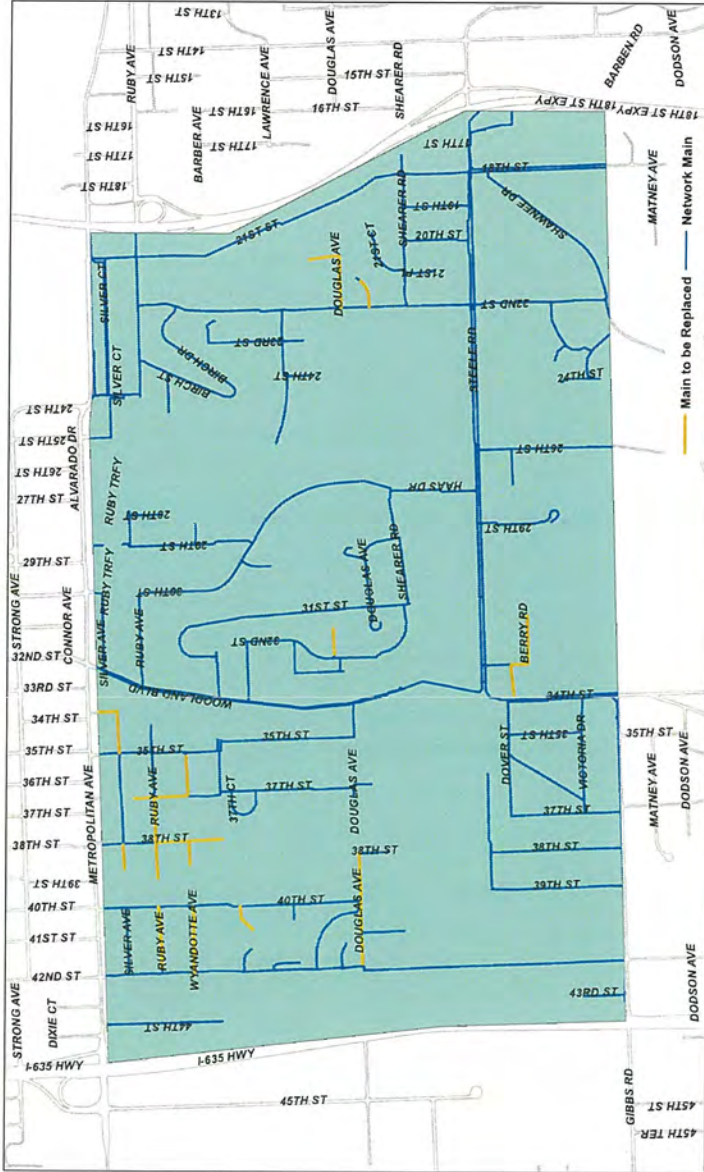 13TH ST
14TH ST
15TH ST
RUBY AVE
16TH ST
17TH ST
18TH ST
BARBER AVE
17TH ST
16TH ST
LAWRENCE AVE
DOUGLAS AVE
15TH ST
16TH ST
SHEARER RD
BARBEN RD
DODSON AVE
18TH ST EXPY
18TH ST EXPY
17TH ST
18TH ST
MATNEY AVE
SILVER CT
21ST ST
DOUGLAS AVE
21ST CT
SHEARER RD
19TH ST
20TH ST
21ST PL
SHAWNEE DR
22ND ST
SILVER CT
BIRCH ST
BIRCH DR
23RD ST
24TH ST
STEELE RD
24TH ST
24TH ST
25TH ST
26TH ST
27TH ST
ALVARADO DR
RUBY TRFY
28TH ST
29TH ST
HAAS DR
26TH ST
29TH ST
29TH ST
STRONG AVE
CONNOR AVE
SILVER AVE
RUBY TRFY
30TH ST
RUBY AVE
31ST ST
32ND ST
DOUGLAS AVE
SHEARER RD
BERRY RD
32ND ST
33RD ST
WOODLAND BLVD
34TH ST
34TH ST
35TH ST
35TH ST
35TH ST
DOVER ST
35TH ST
VICTORIA DR
35TH ST
36TH ST
37TH ST
38TH ST
METROPOLITAN AVE
RUBY AVE
38TH ST
37TH CT
37TH ST
DOUGLAS AVE
38TH ST
37TH ST
38TH ST
39TH ST
MATNEY AVE
DODSON AVE
39TH ST
40TH ST
41ST ST
42ND ST
SILVER AVE
RUBY AVE
WYANDOTTE AVE
40TH ST
DOUGLAS AVE
43RD ST
DODSON AVE
STRONG AVE
DIXIE CT
44TH ST
I-635 HWY
I-635 HWY
45TH ST
GIBBS RD
45TH ST
45TH TER
Main to be Replaced
Network Main